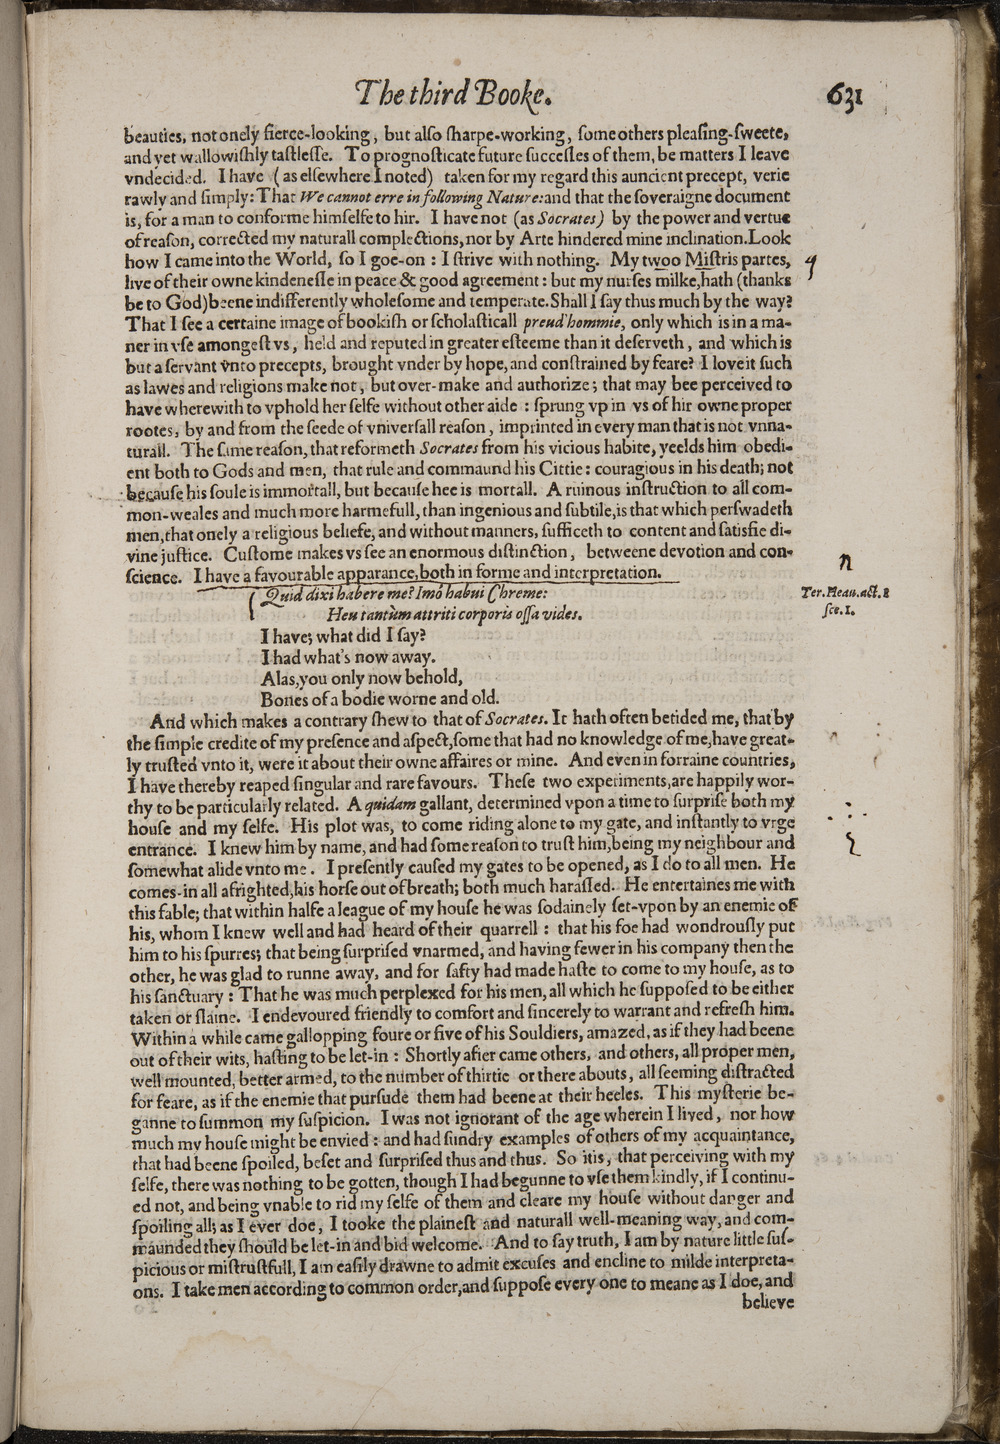 The third Booke. 631
beauties, not onely fierce-looking, but alſo ſharpe-working, ſome others pleaſing-ſweete,
and yet wallowiſhly taſtleſſe. To prognoſticate future ſucceſſes of them, be matters I leave
vndecided. I have (as elſewhere I noted) taken for my regard this auncient precept, verie
rawly and ſimply: That We cannot erre in following Nature: and that the ſoveraigne document
is, for a man to conforme himſelfe to hir. I have not (as Socrates) by the power and vertue
of reaſon, corrected my naturall complections, nor by Arte hindered mine inclination. Look
how I came into the World, ſo I goe-on: I ſtrive with nothing. My twoo Miſtris partes,
live of their owne kindeneſſe in peace & good agreement: but my nurſes milke, hath (thanks
be to God) beene indifferently wholeſome and temperate. Shall I ſay thus much by the way?
That I ſee a certaine image of bookiſh or ſcholaſticall preud'hommie, only which is in a ma-
ner in vſe amongeſt vs, held and reputed in greater eſteeme than it deſerveth, and which is
but a ſervant vnto precepts, brought vnder by hope, and conſtrained by feare? I love it ſuch
as lawes and religions make not, but over-make and authorize; that may bee perceived to
have wherewith to vphold her ſelfe without other aide: ſprung vp in vs of hir owne proper
rootes, by and from the ſeede of vniverſall reaſon, imprinted in every man that is not vnna-
turall. The ſame reaſon, that reformeth Socrates from his vicious habite, yeelds him obedi-
ent both to Gods and men, that rule and commaund his Cittie: couragious in his death; not
becauſe his ſoule is immortall, but becauſe hee is mortall. A ruinous inſtruction to all com-
mon-weales and much more harmefull, than ingenious and ſubtile, is that which perſwadeth
men, that onely a religious beliefe, and without manners, ſufficeth to content and ſatisfie di-
vine juſtice. Cuſtome makes vs ſee an enormous diſtinction, betweene devotion and con-
ſcience. I have a favourable apparance, both in forme and interpretation.
n
Quid dixi habere me? Imò habui Chreme:
Ter. Heau. act. 1
Heu tantùm attriti corporis oſſa vides.
ſce. 1.
I have; what did I ſay?
I had what's now away.
Alas, you only now behold,
Bones of a bodie worne and old.
And which makes a contrary ſhew to that of Socrates. It hath often betided me, that by
the ſimple credite of my preſence and aſpect, ſome that had no knowledge of me, have great-
ly truſted vnto it, were it about their owne affaires or mine. And even in forraine countries,
I have thereby reaped ſingular and rare favours. Theſe two experiments, are happily wor-
thy to be particularly related. A quidam gallant, determined vpon a time to ſurpriſe both my
houſe and my ſelfe. His plot was, to come riding alone to my gate, and inſtantly to vrge
entrance. I knew him by name, and had ſome reaſon to truſt him, being my neighbour and
ſomewhat alide vnto me. I preſently cauſed my gates to be opened, as I do to all men. He
comes-in all afrighted, his horſe out of breath; both much haraſſed. He entertaines me with
this fable; that within halfe a league of my houſe he was ſodainely ſet-vpon by an enemie of
his, whom I knew well and had heard of their quarrell: that his foe had wondrouſly put
him to his ſpurres; that being ſurpriſed vnarmed, and having fewer in his company then the
other, he was glad to runne away, and for ſafty had made haſte to come to my houſe, as to
his ſanctuary: That he was much perplexed for his men, all which he ſuppoſed to be either
taken or ſlaine. I endevoured friendly to comfort and ſincerely to warrant and refreſh him.
Within a while came gallopping foure or five of his Souldiers, amazed, as if they had beene
out of their wits, haſting to be let-in: Shortly after came others, and others, all proper men,
well mounted, better armed, to the number of thirtie or there abouts, all ſeeming diſtracted
for feare, as if the enemie that purſude them had beene at their heeles. This myſterie be-
ganne to ſummon my ſuſpicion. I was not ignorant of the age wherein I lived, nor how
much my houſe might be envied: and had ſundry examples of others of my acquaintance,
that had beene ſpoiled, beſet and ſurpriſed thus and thus. So it is, that perceiving with my
ſelfe, there was nothing to be gotten, though I had begunne to vſe them kindly, if I continu-
ed not, and being vnable to rid my ſelfe of them and cleare my houſe without danger and
ſpoiling all; as I ever doe, I tooke the plaineſt and naturall well-meaning way, and com-
maunded they ſhould be let-in and bid welcome. And to ſay truth, I am by nature little ſuſ-
picious or miſtruſtfull, I am eaſily drawne to admit excuſes and encline to milde interpreta-
ons. I take men according to common order, and ſuppoſe every one to meane as I doe, and
believe